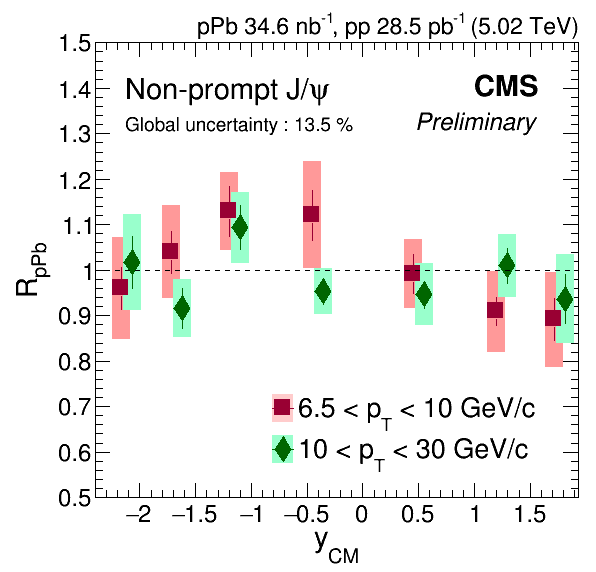 pPb 34.6 nb⁻¹, pp 28.5 pb⁻¹ (5.02 TeV)
Non-prompt J/ψ
CMS
Global uncertainty : 13.5 %
Preliminary
R_pPb
1.5
1.4
1.3
1.2
1.1
1
0.9
0.8
0.7
0.6
0.5
6.5 < p_T < 10 GeV/c
10 < p_T < 30 GeV/c
−2 −1.5 −1 −0.5 0 0.5 1 1.5
y_CM